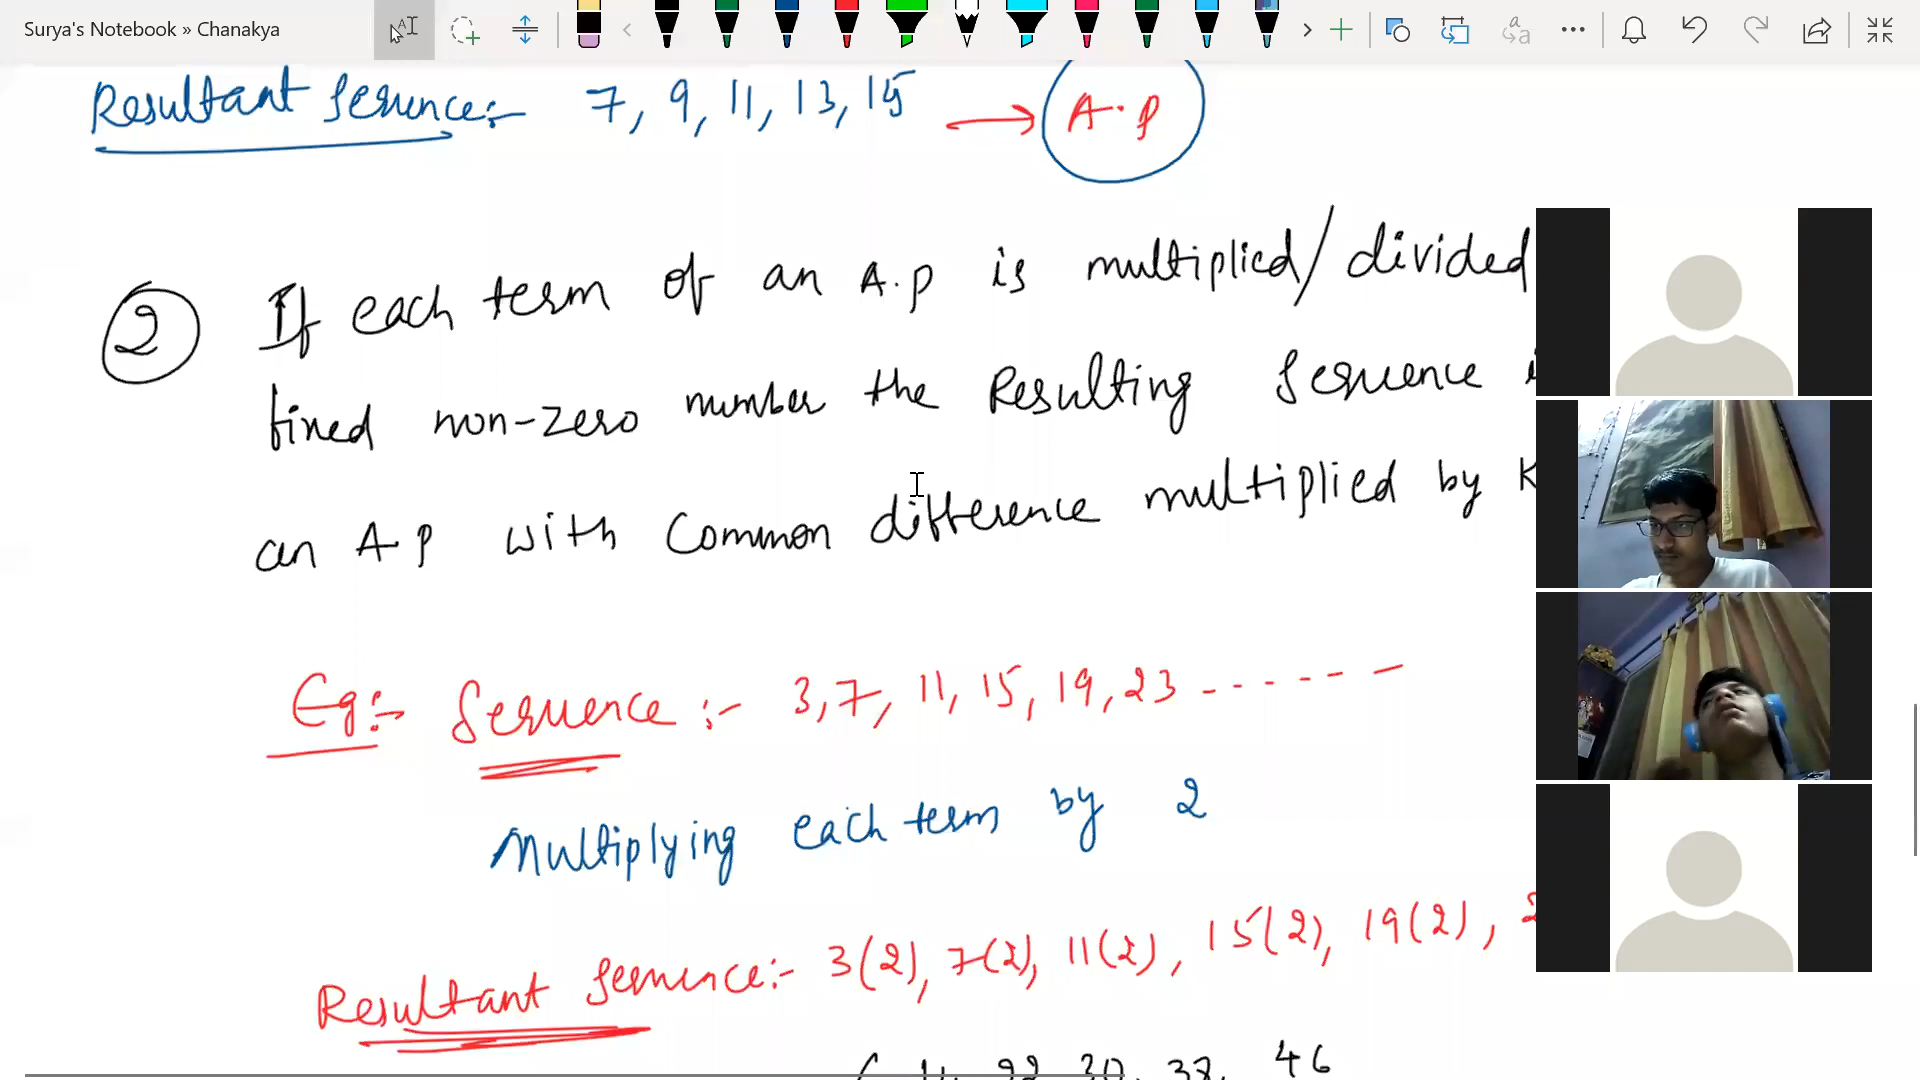 Surya's Notebook » Chanakya
Resultant Sequence:- 7, 9, 11, 13, 15 → A.P
2 If each term of an A.P is multiplied/divided
fixed non-zero number the Resulting Sequence
an A.P with Common difference multiplied by K
Eg:- Sequence:- 3, 7, 11, 15, 19, 23 ------
Multiplying each term by 2
Resultant Sequence:- 3(2), 7(2), 11(2), 15(2), 19(2),
46